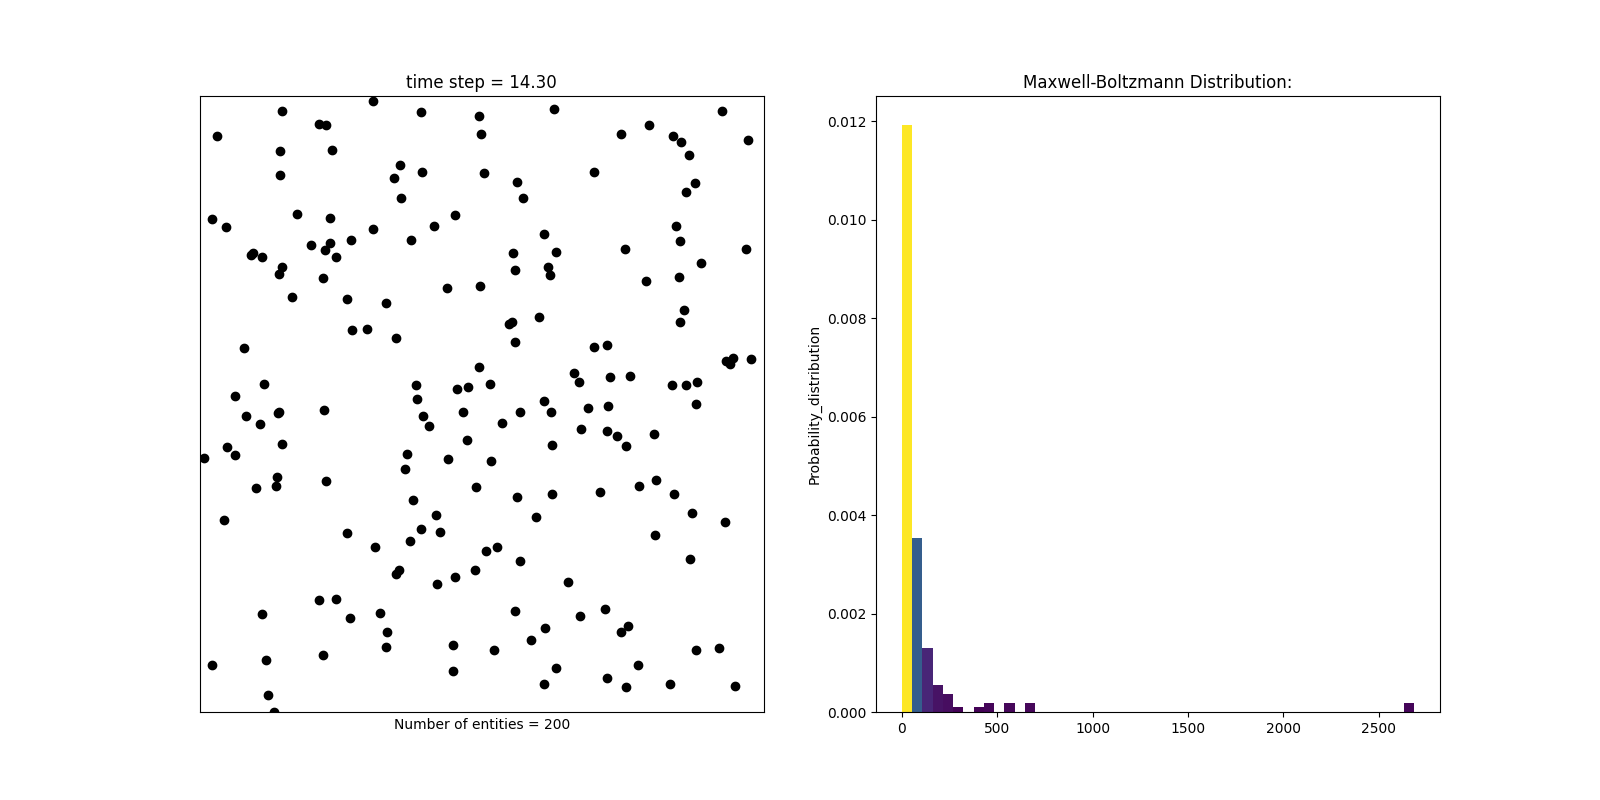 time step = 14.30
Number of entities = 200
Maxwell-Boltzmann Distribution:
Probability_distribution
0.012
0.010
0.008
0.006
0.004
0.002
0.000
0 500 1000 1500 2000 2500